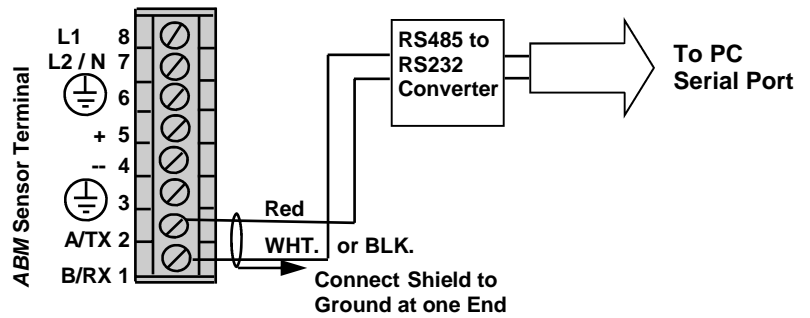 ABM Sensor Terminal
L1 8
L2 / N 7
6
+ 5
-- 4
3
A/TX 2
B/RX 1
Red
WHT. or BLK.
Connect Shield to
Ground at one End
RS485 to
RS232
Converter
To PC
Serial Port